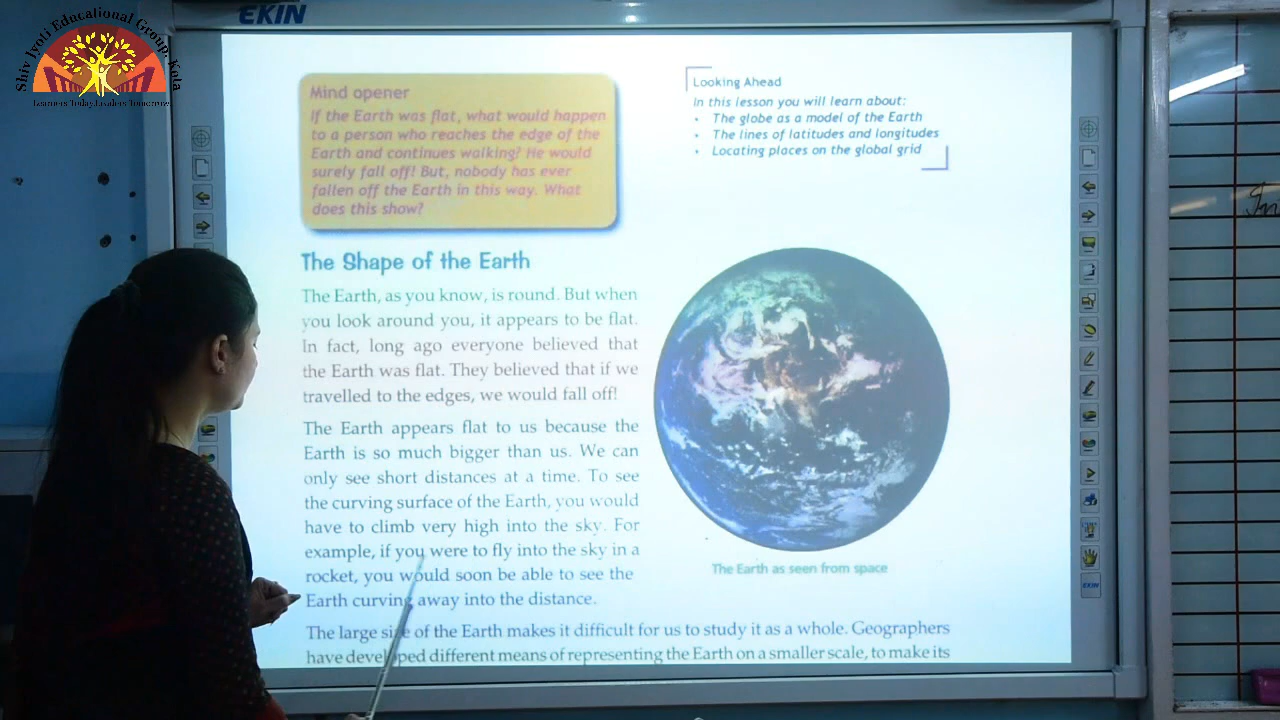 Shiv Jyoti Educational Group, Kota
Learners Today, Leaders Tomorrow
EKIN
Mind opener
If the Earth was flat, what would happen
to a person who reaches the edge of the
Earth and continues walking? He would
surely fall off! But, nobody has ever
fallen off the Earth in this way. What
does this show?
Looking Ahead
In this lesson you will learn about:
• The globe as a model of the Earth
• The lines of latitudes and longitudes
• Locating places on the global grid
The Shape of the Earth
The Earth, as you know, is round. But when
you look around you, it appears to be flat.
In fact, long ago everyone believed that
the Earth was flat. They believed that if we
travelled to the edges, we would fall off!
The Earth appears flat to us because the
Earth is so much bigger than us. We can
only see short distances at a time. To see
the curving surface of the Earth, you would
have to climb very high into the sky. For
example, if you were to fly into the sky in a
rocket, you would soon be able to see the
Earth curving away into the distance.
The Earth as seen from space
The large size of the Earth makes it difficult for us to study it as a whole. Geographers
have developed different means of representing the Earth on a smaller scale, to make its
EKIN